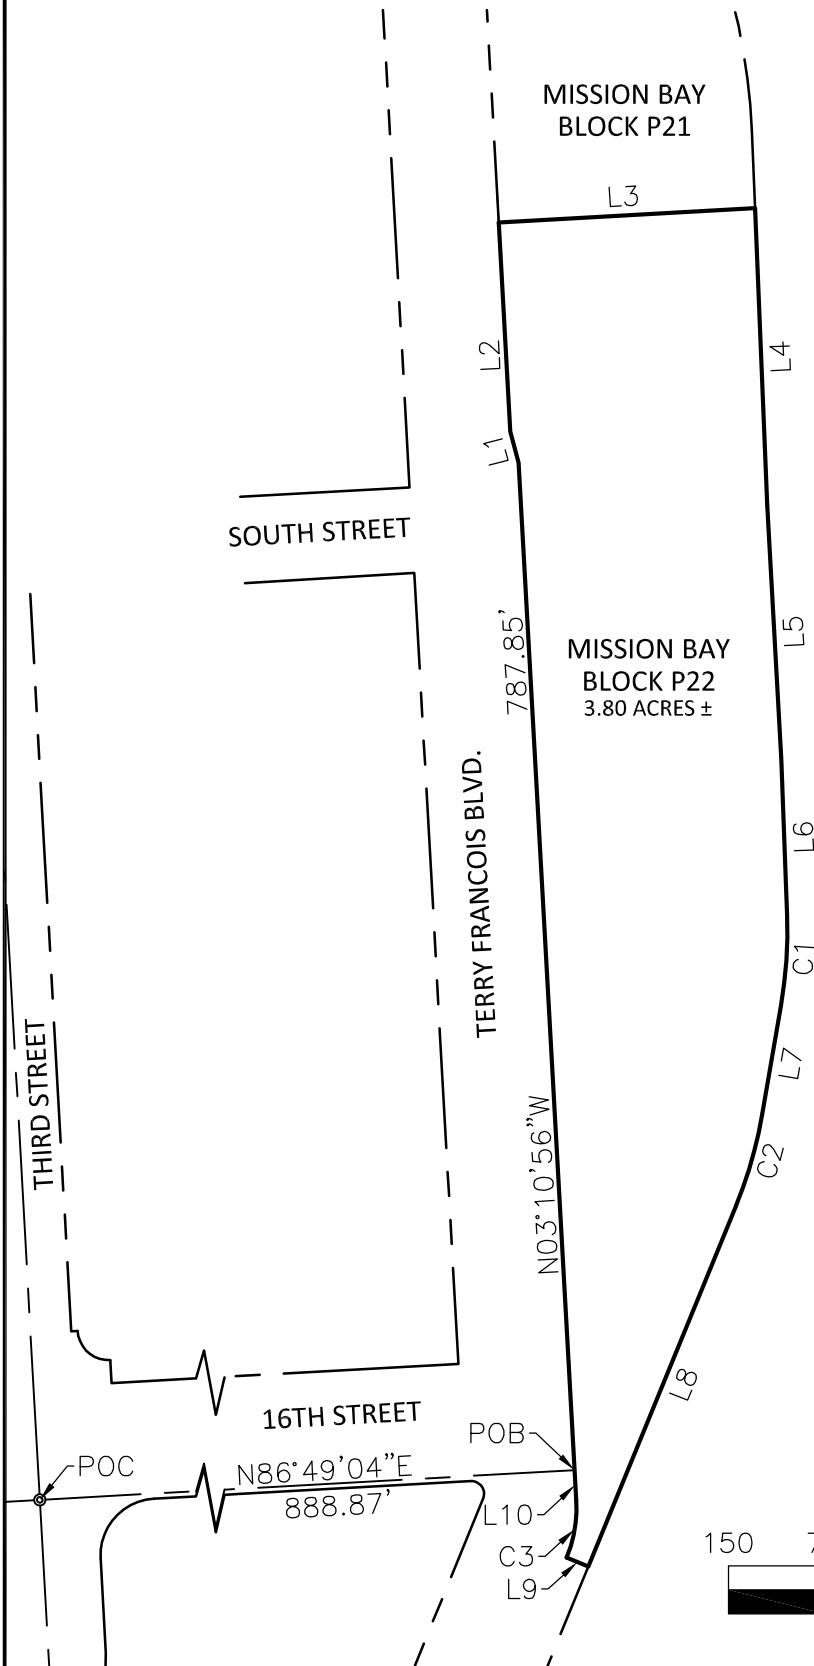 MISSION BAY
BLOCK P21
L3
L2
L4
L1
SOUTH STREET
787.85'
L5
MISSION BAY
BLOCK P22
3.80 ACRES ±
TERRY FRANCOIS BLVD.
L6
C1
THIRD STREET
L7
N03°10'56"W
C2
L8
16TH STREET
POB
POC
N86°49'04"E
888.87'
L10
C3
L9
150